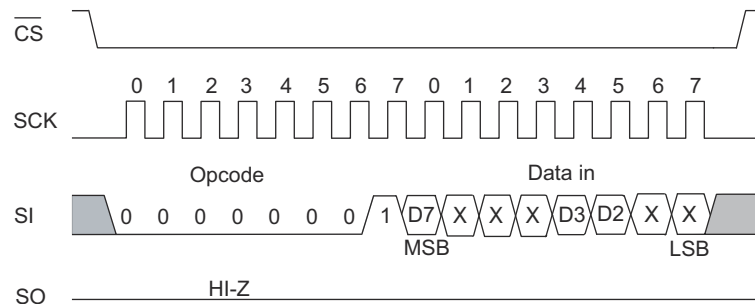 CS
0 1 2 3 4 5 6 7 0 1 2 3 4 5 6 7
SCK
Opcode Data in
SI 0 0 0 0 0 0 0 1 D7 X X X D3 D2 X X
MSB LSB
HI-Z
SO